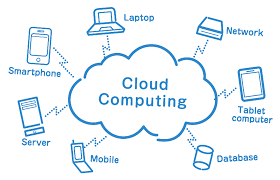 Laptop
Network
Smartphone
Cloud
Computing
Tablet
computer
Server
Mobile
Database